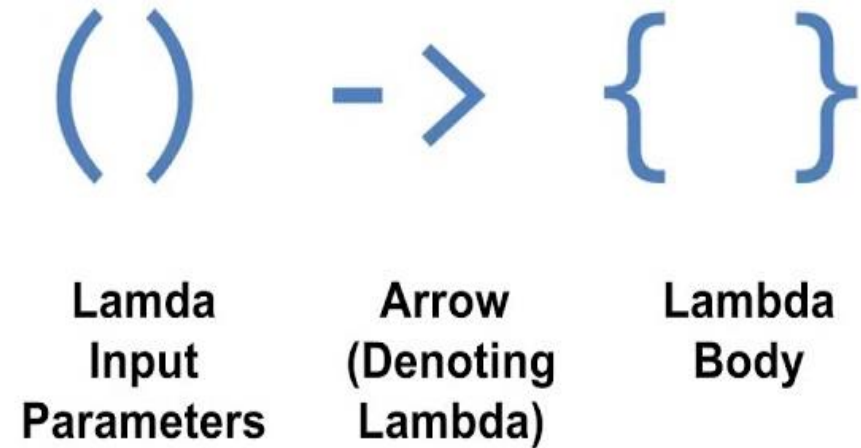 ( ) -> { }
Lamda
Input
Parameters
Arrow
(Denoting
Lambda)
Lambda
Body